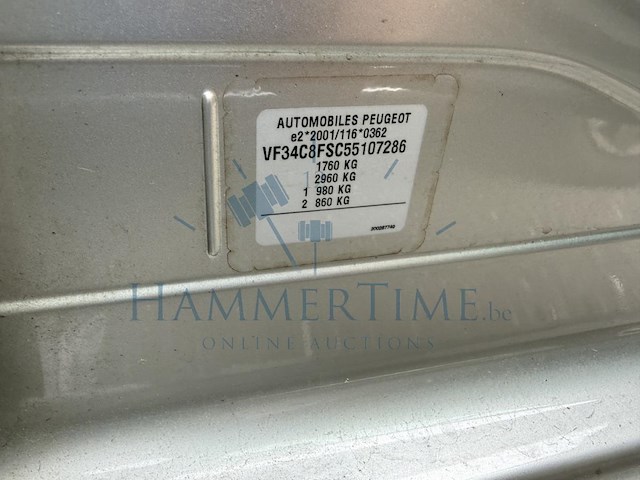 AUTOMOBILES PEUGEOT
e2*2001/116*0362
VF34C8FSC55107286
1760 KG
2960 KG
1 980 KG
2 860 KG
HAMMERTIME.be
ONLINE AUCTIONS